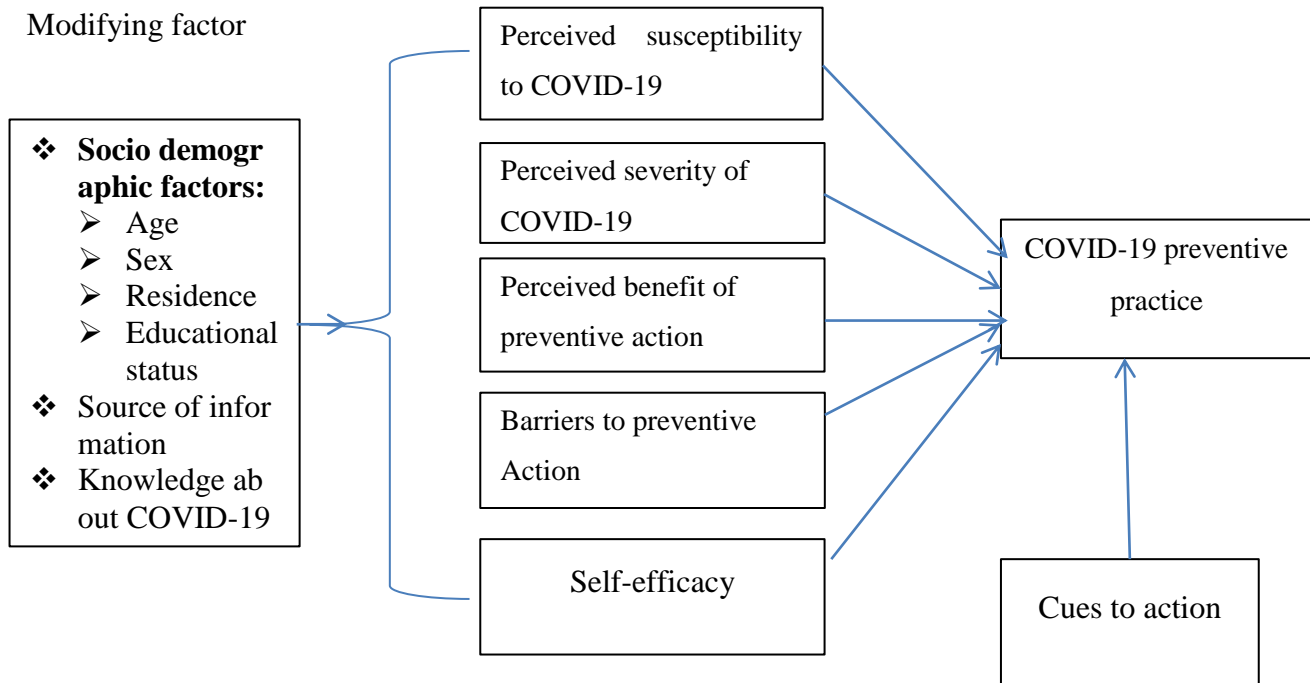 Modifying factor
❖ Socio demogr
aphic factors:
➢ Age
➢ Sex
➢ Residence
➢ Educational
status
❖ Source of infor
mation
❖ Knowledge ab
out COVID-19
Perceived susceptibility
to COVID-19
Perceived severity of
COVID-19
Perceived benefit of
preventive action
Barriers to preventive
Action
Self-efficacy
COVID-19 preventive
practice
Cues to action